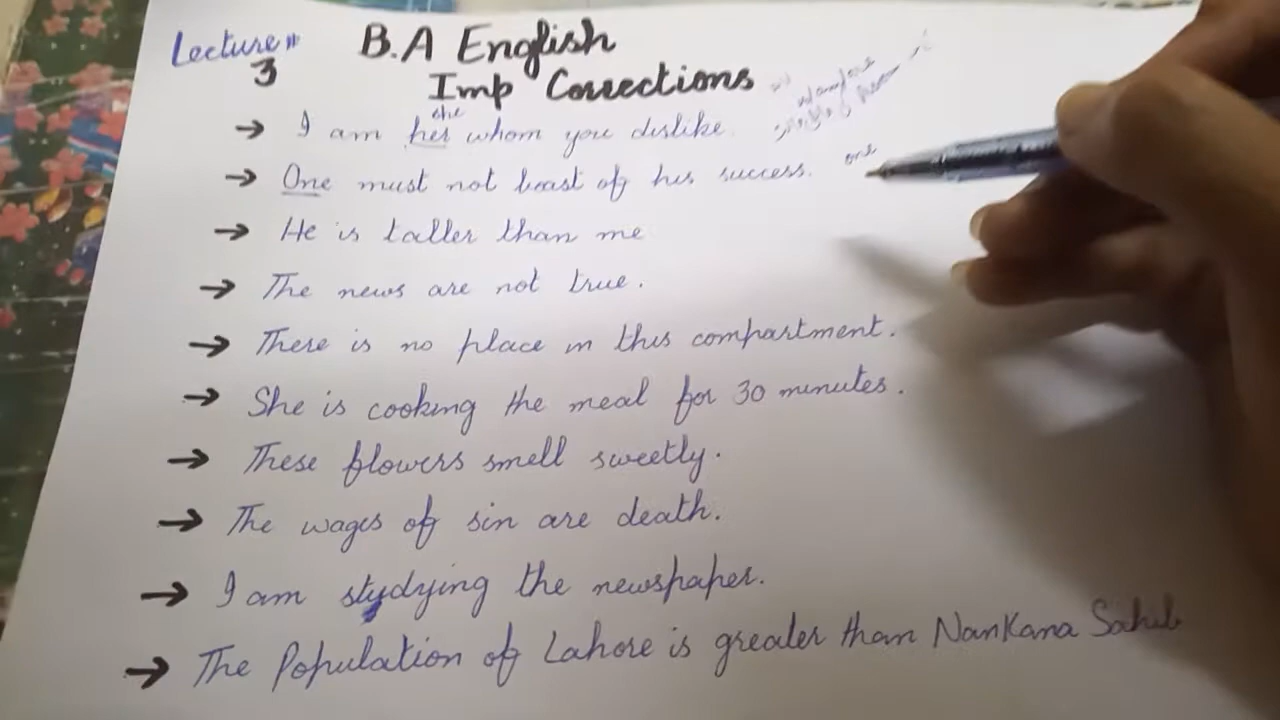 Lecture
3
B.A English
Imp Corrections
she
→ I am her whom you dislike.
→ One must not boast of his success. one
→ He is taller than me
→ The news are not true.
→ There is no place in this compartment.
→ She is cooking the meal for 30 minutes.
→ These flowers smell sweetly.
→ The wages of sin are death.
→ I am studying the newspaper.
→ The Population of Lahore is greater than Nankana Sahib